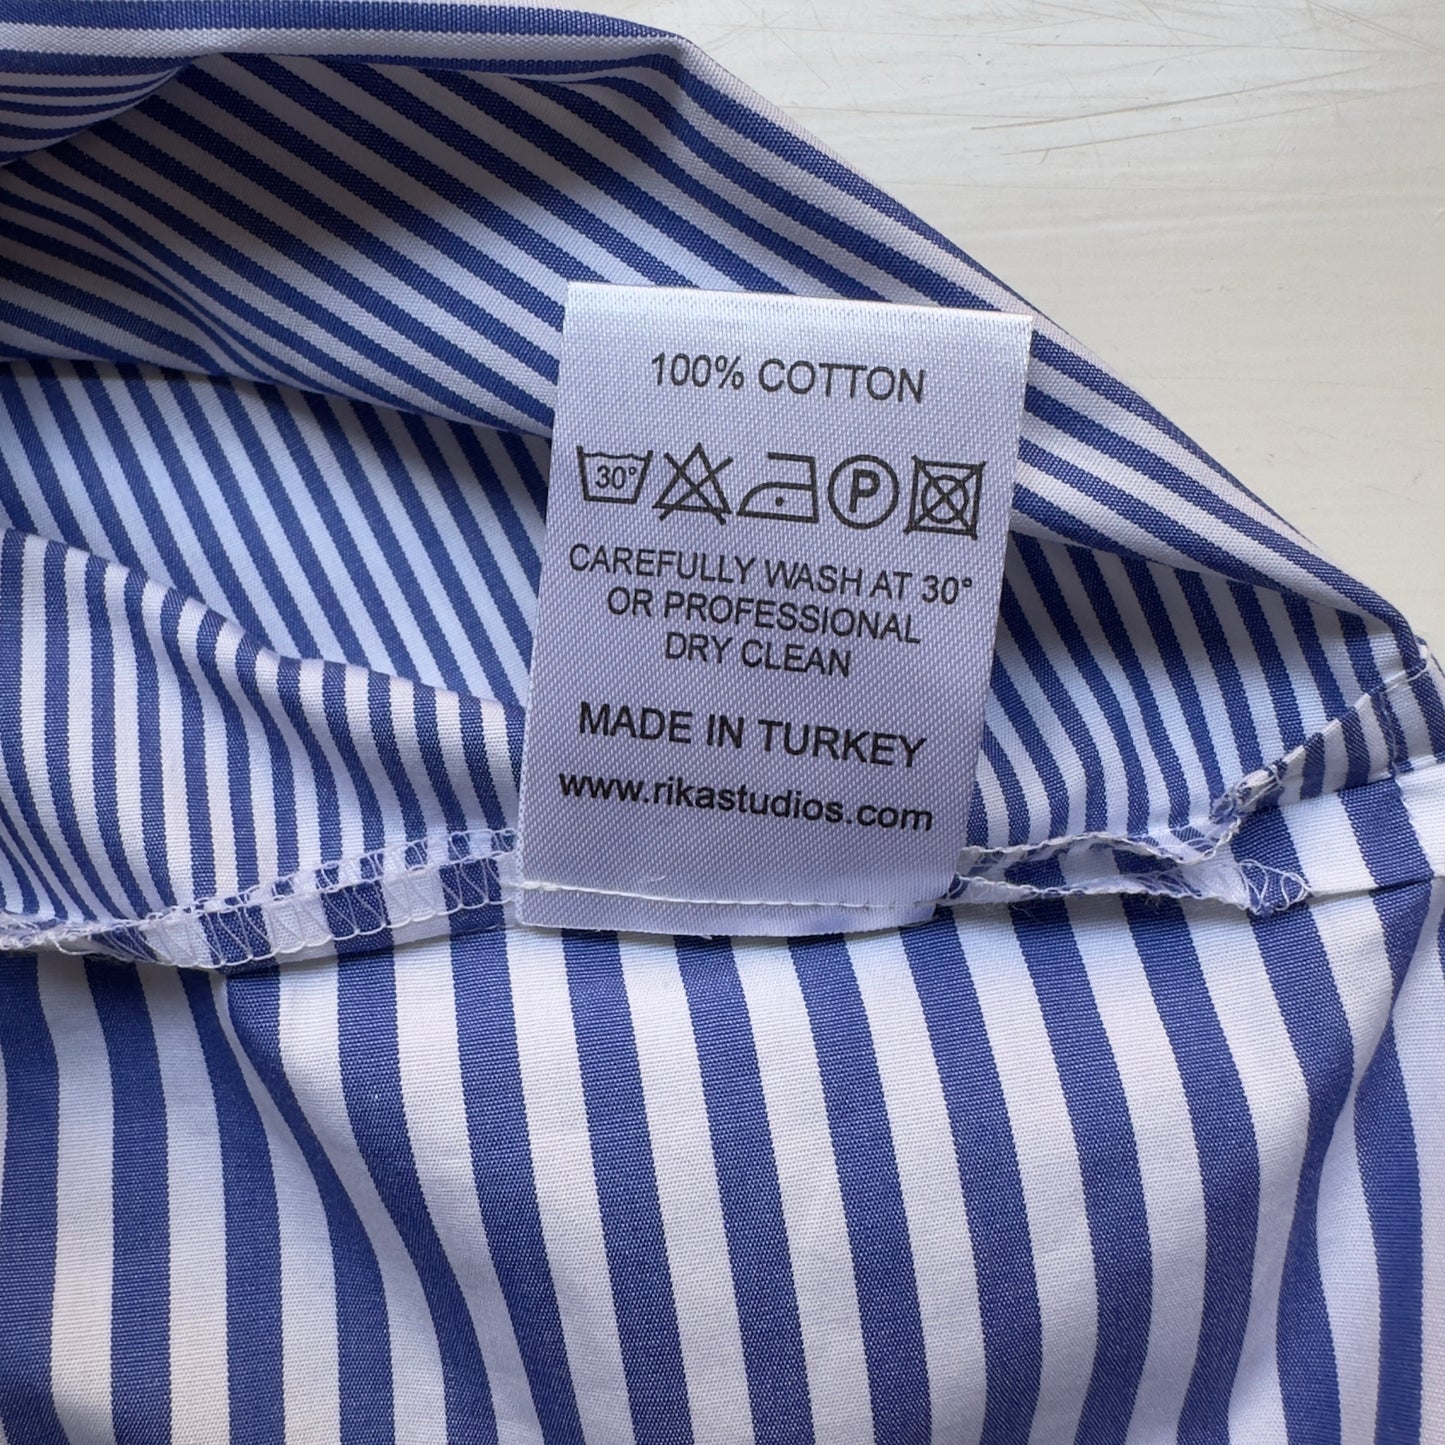 100% COTTON
30° P
CAREFULLY WASH AT 30°
OR PROFESSIONAL
DRY CLEAN
MADE IN TURKEY
www.rikastudios.com